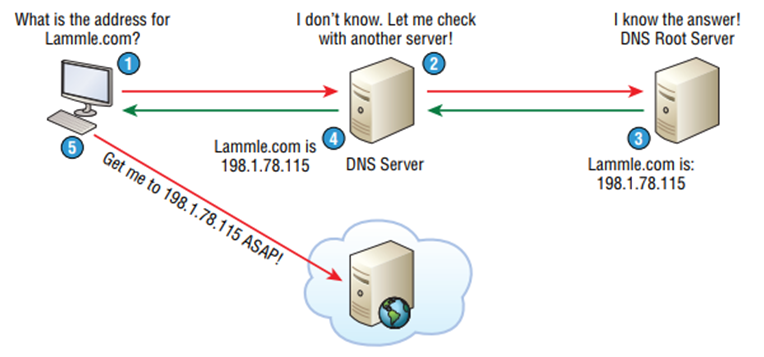 What is the address for
Lammle.com?
I don't know. Let me check
with another server!
I know the answer!
DNS Root Server
1
2
3
4
5
Lammle.com is
198.1.78.115
DNS Server
Lammle.com is:
198.1.78.115
Get me to 198.1.78.115 ASAP!